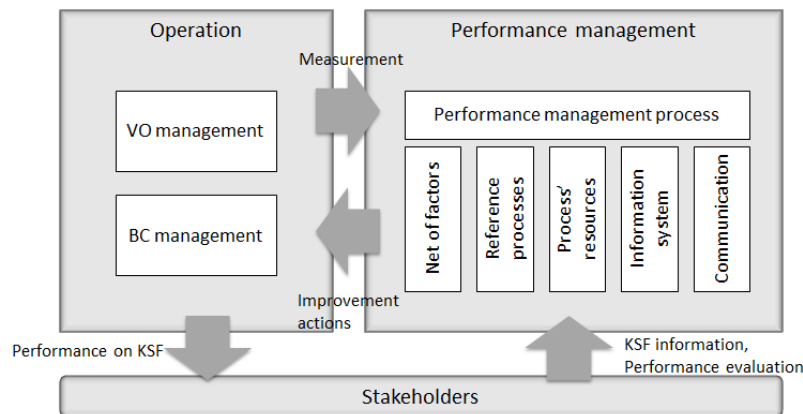 Operation
Performance management
Measurement
VO management
BC management
Performance management process
Net of factors
Reference
processes
Process'
resources
Information
system
Communication
Improvement
actions
Performance on KSF
KSF information,
Performance evaluation
Stakeholders